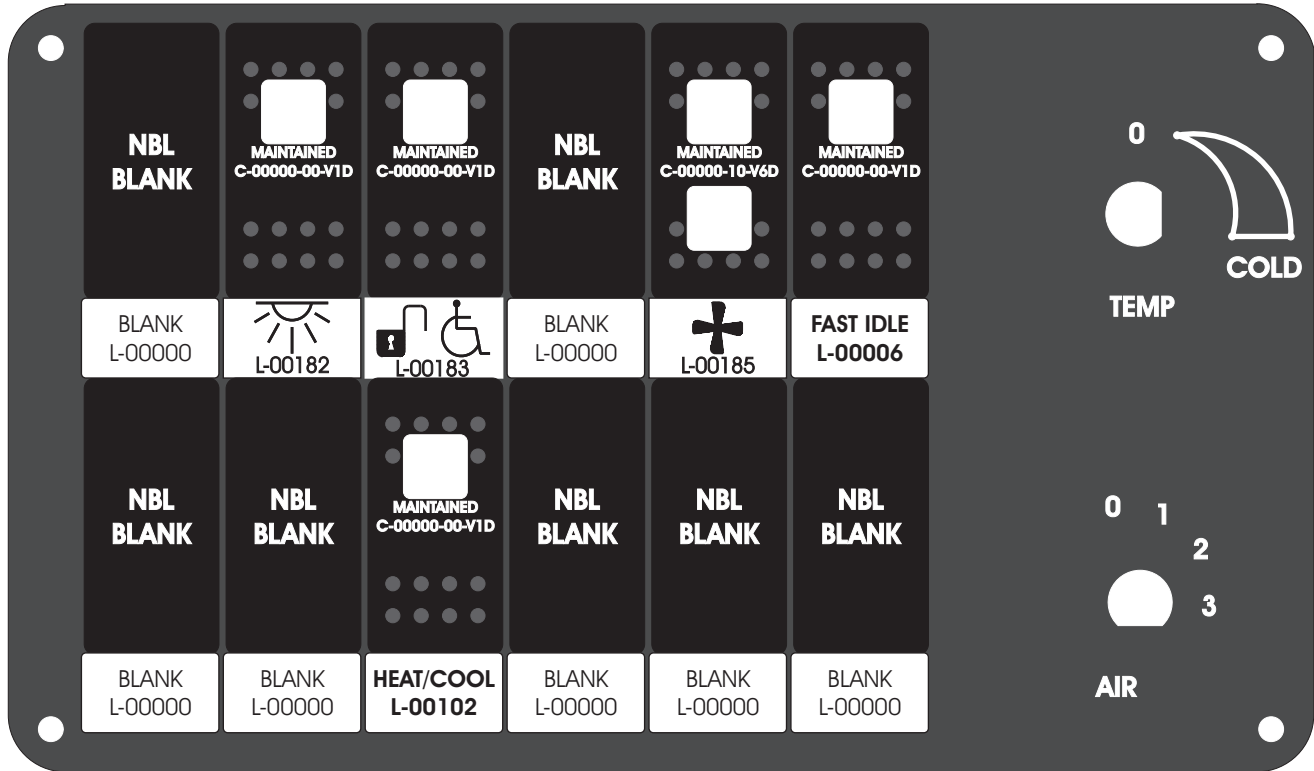 NBL
BLANK
MAINTAINED
C-00000-00-V1D
MAINTAINED
C-00000-00-V1D
NBL
BLANK
MAINTAINED
C-00000-10-V6D
MAINTAINED
C-00000-00-V1D
BLANK
L-00000
L-00182
L-00183
BLANK
L-00000
L-00185
FAST IDLE
L-00006
NBL
BLANK
NBL
BLANK
MAINTAINED
C-00000-00-V1D
NBL
BLANK
NBL
BLANK
NBL
BLANK
BLANK
L-00000
BLANK
L-00000
HEAT/COOL
L-00102
BLANK
L-00000
BLANK
L-00000
BLANK
L-00000
0
COLD
TEMP
0
1
2
3
AIR